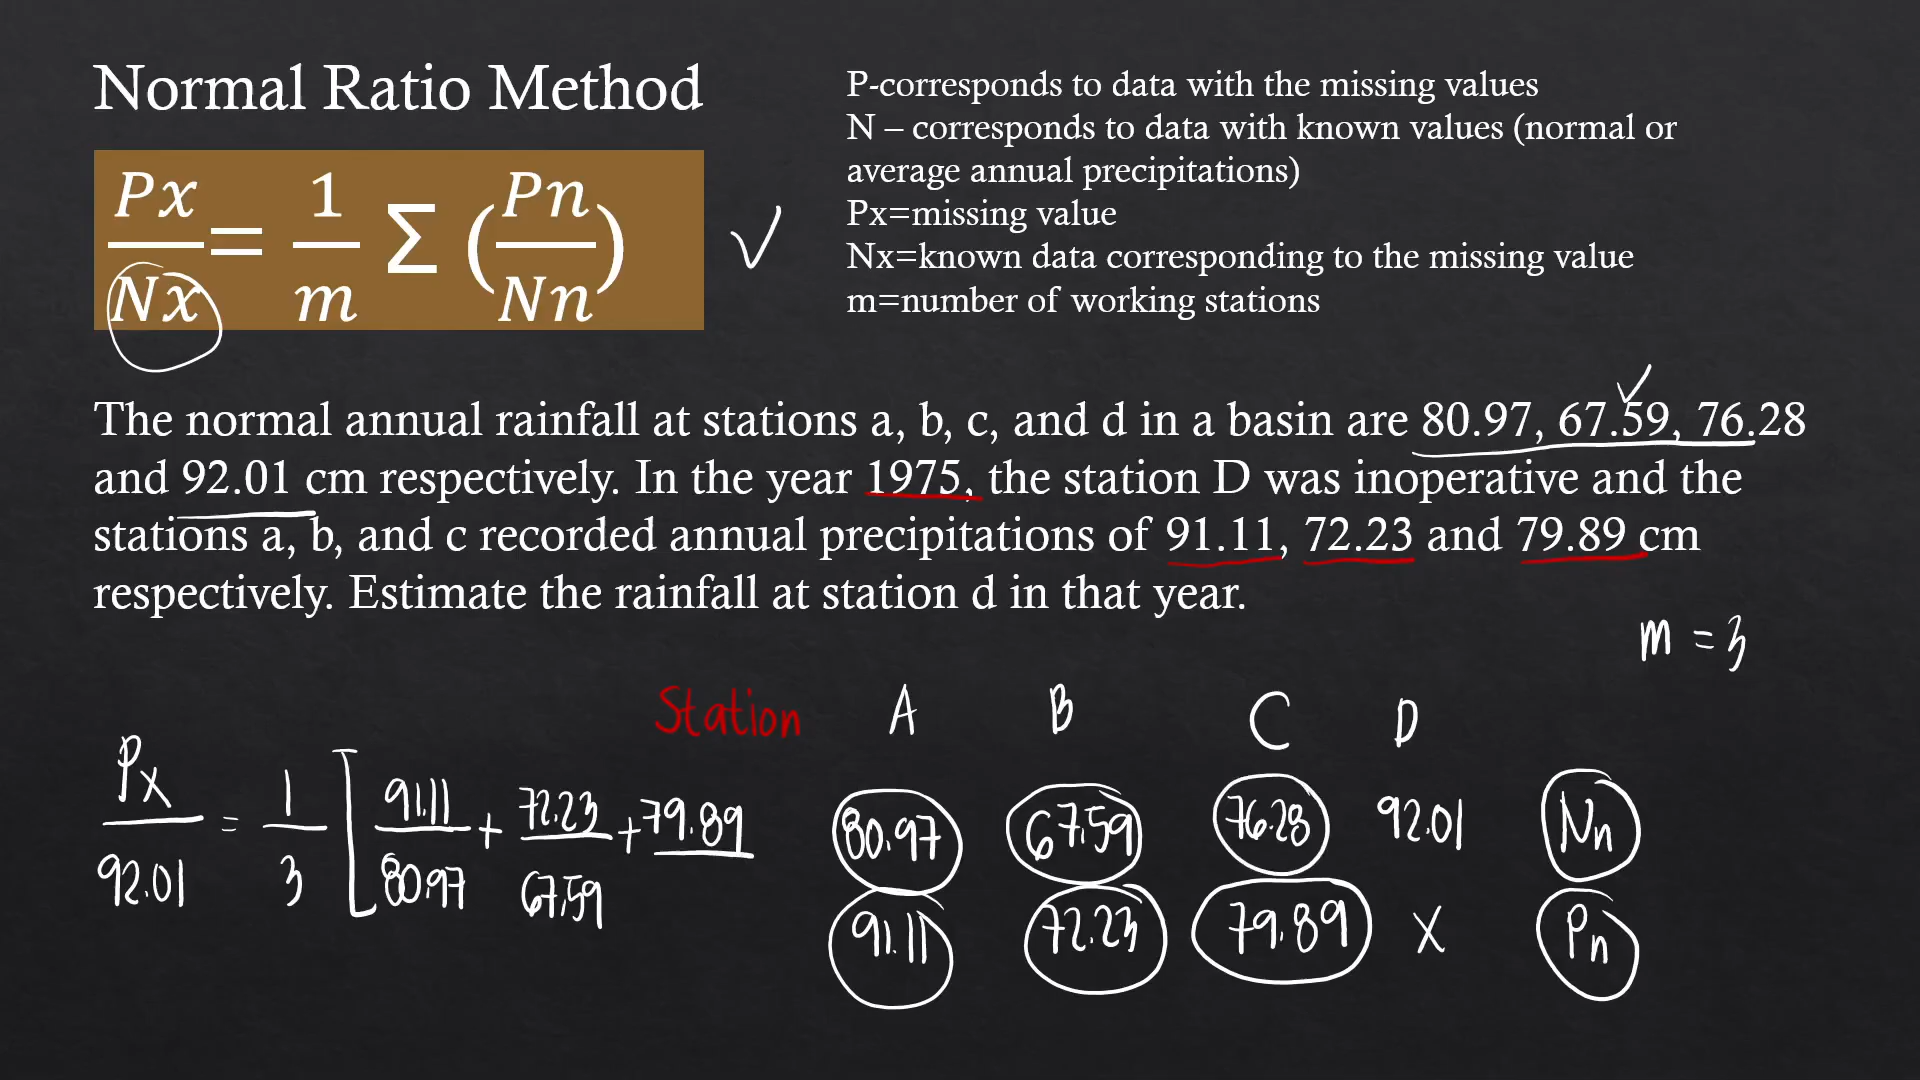 Normal Ratio Method
Px/Nx = 1/m Σ (Pn/Nn)
P-corresponds to data with the missing values
N – corresponds to data with known values (normal or
average annual precipitations)
Px=missing value
Nx=known data corresponding to the missing value
m=number of working stations
The normal annual rainfall at stations a, b, c, and d in a basin are 80.97, 67.59, 76.28
and 92.01 cm respectively. In the year 1975, the station D was inoperative and the
stations a, b, and c recorded annual precipitations of 91.11, 72.23 and 79.89 cm
respectively. Estimate the rainfall at station d in that year.
m = 3
Station A B C D
80.97 67.59 76.28 92.01 Nn
91.11 72.23 79.89 X Pn
Px/92.01 = 1/3 [ 91.11/80.97 + 72.23/67.59 + 79.89